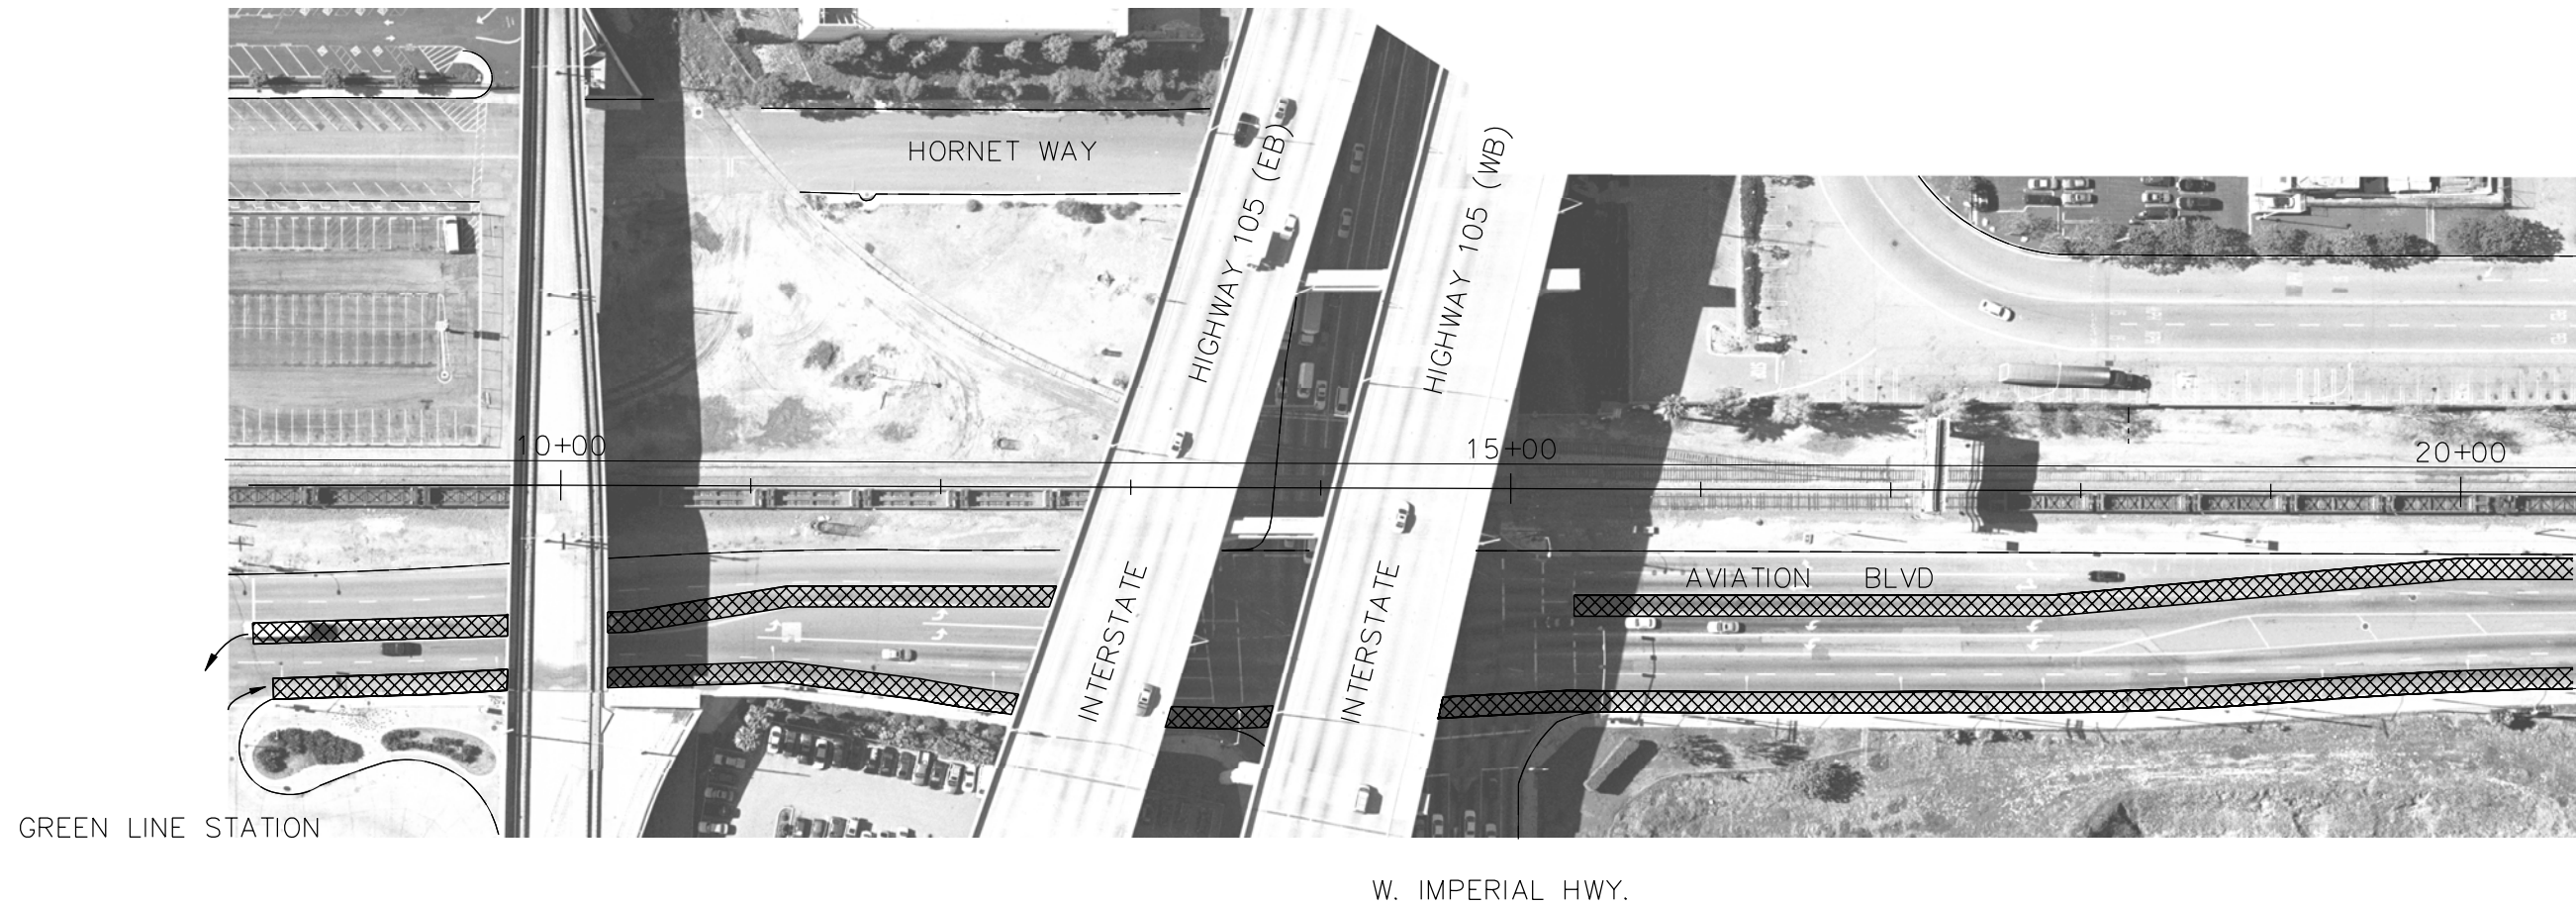 HORNET WAY
INTERSTATE HIGHWAY 105 (EB)
INTERSTATE HIGHWAY 105 (WB)
10+00
15+00
20+00
AVIATION BLVD
GREEN LINE STATION
W. IMPERIAL HWY.